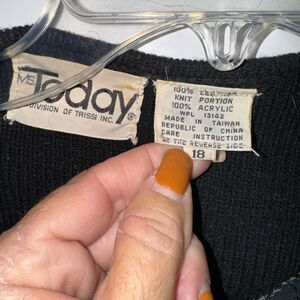 MS Today
DIVISION OF TRISSI INC. ®
100% LEATHER
KNIT PORTION
100% ACRYLIC
WPL 13142
MADE IN TAIWAN
REPUBLIC OF CHINA
CARE INSTRUCTION
ON THE REVERSE SIDE
18